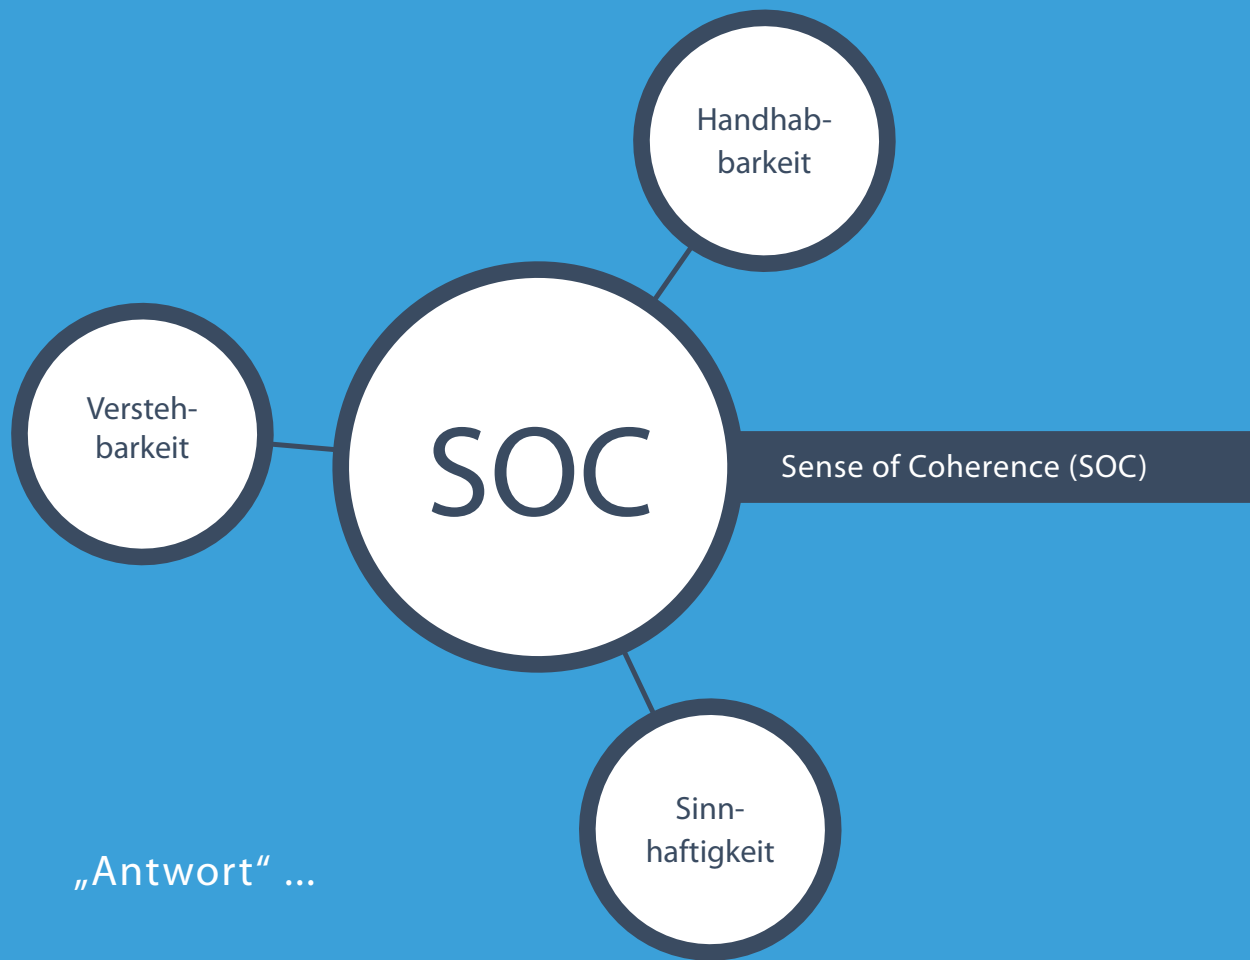 Handhab-
barkeit
Versteh-
barkeit
SOC
Sense of Coherence (SOC)
Sinn-
haftigkeit
„Antwort“ ...